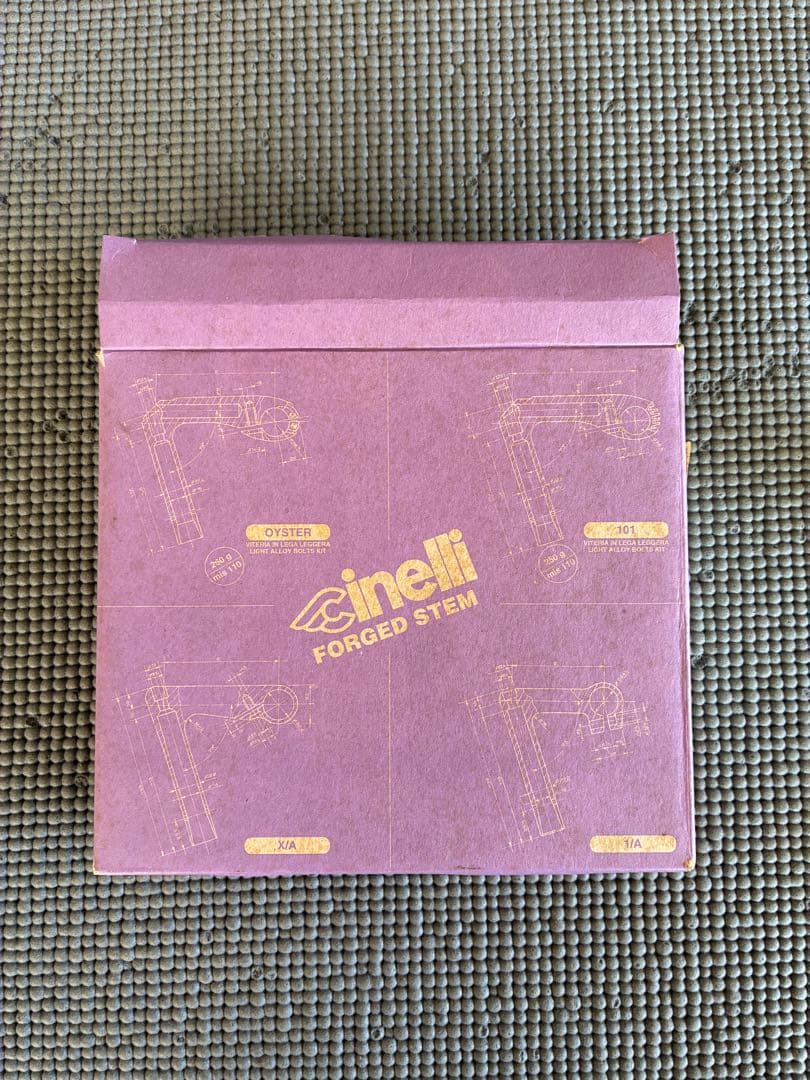 OYSTER
VITERIA IN LEGA LEGGERA
LIGHT ALLOY BOLTS KIT
250 g
mis 110
101
VITERIA IN LEGA LEGGERA
LIGHT ALLOY BOLTS KIT
250 g
mis 110
cinelli
FORGED STEM
X/A
1/A